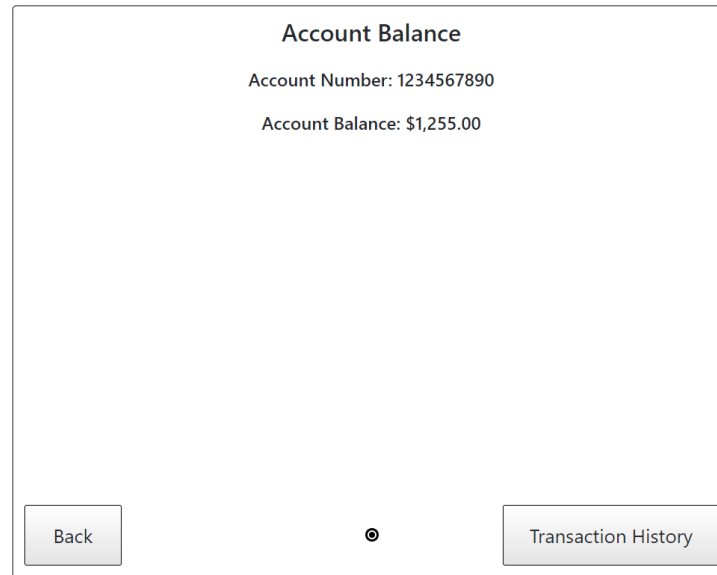 Account Balance
Account Number: 1234567890
Account Balance: $1,255.00
Back
Transaction History